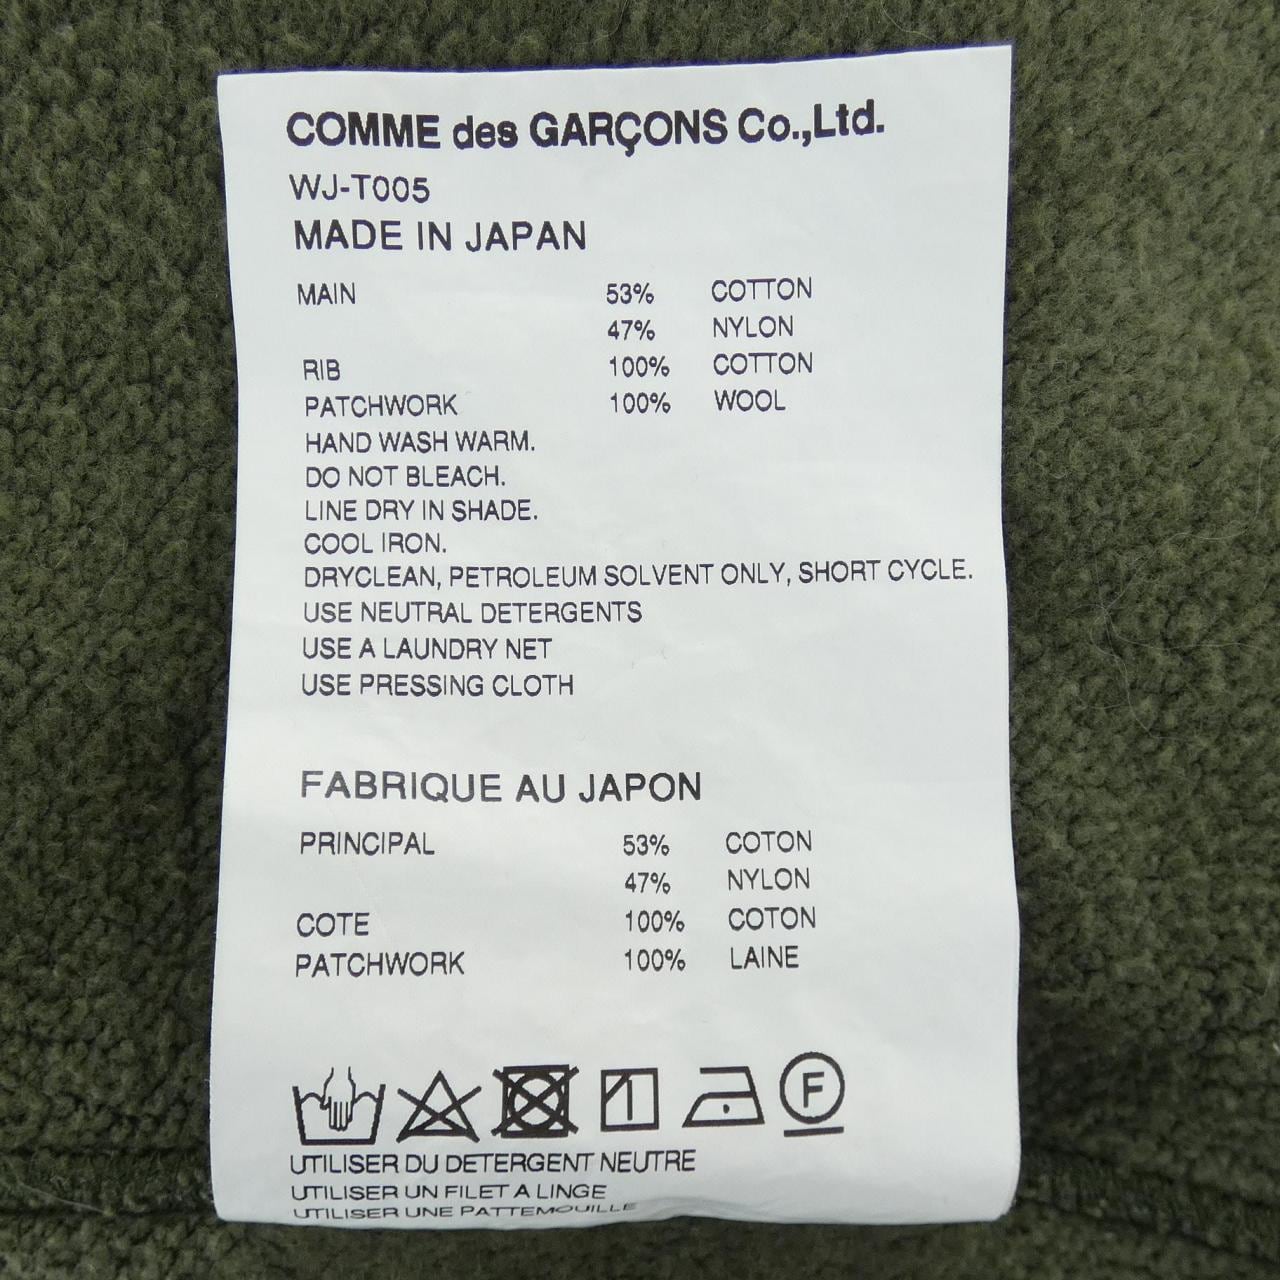 COMME des GARÇONS Co.,Ltd.
WJ-T005
MADE IN JAPAN
MAIN 53% COTTON
47% NYLON
RIB 100% COTTON
PATCHWORK 100% WOOL
HAND WASH WARM.
DO NOT BLEACH.
LINE DRY IN SHADE.
COOL IRON.
DRYCLEAN, PETROLEUM SOLVENT ONLY, SHORT CYCLE.
USE NEUTRAL DETERGENTS
USE A LAUNDRY NET
USE PRESSING CLOTH
FABRIQUE AU JAPON
PRINCIPAL 53% COTON
47% NYLON
COTE 100% COTON
PATCHWORK 100% LAINE
F
UTILISER DU DETERGENT NEUTRE
UTILISER UN FILET A LINGE
UTILISER UNE PATTEMOUILLE